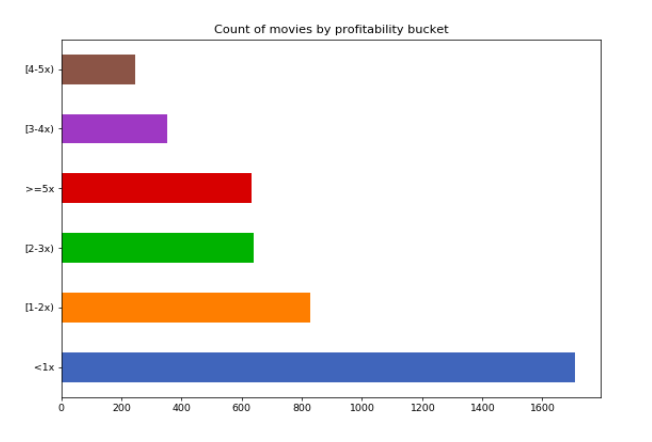 Count of movies by profitability bucket
[4-5x)
[3-4x)
>=5x
[2-3x)
[1-2x)
<1x
0 200 400 600 800 1000 1200 1400 1600